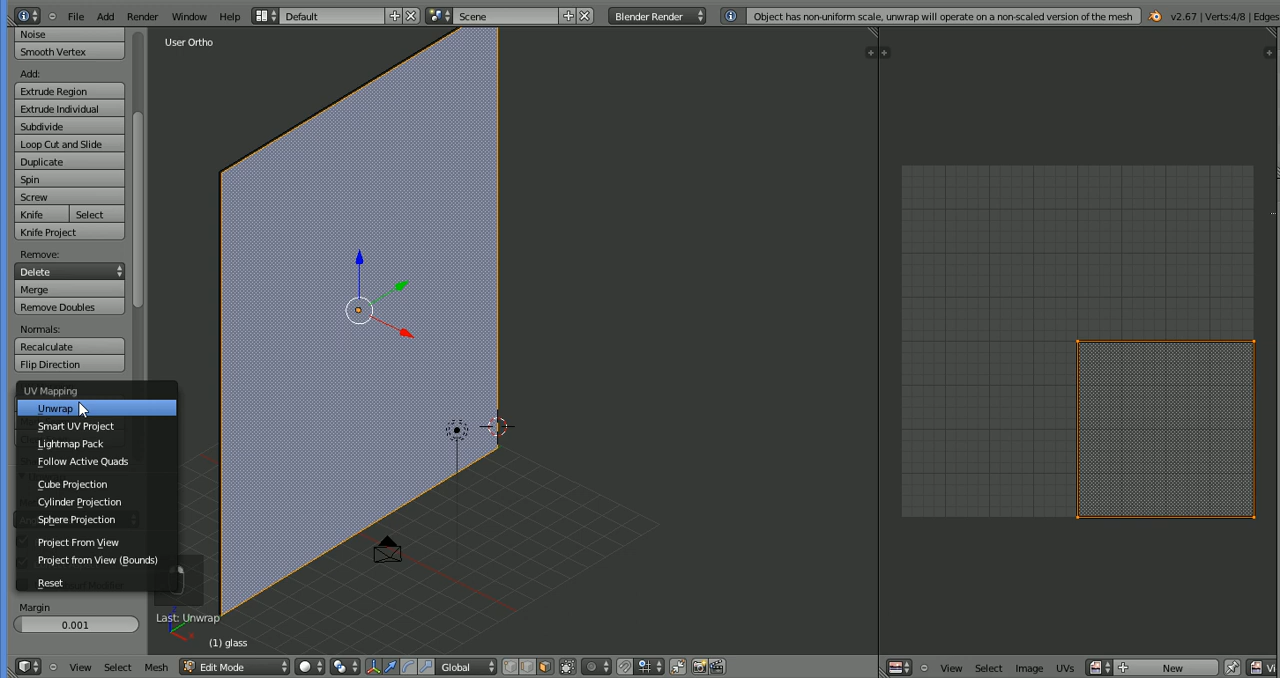 File Add Render Window Help Default Scene Blender Render Object has non-uniform scale, unwrap will operate on a non-scaled version of the mesh v2.67 | Verts:4/8 | Edges
Noise
Smooth Vertex
Add:
Extrude Region
Extrude Individual
Subdivide
Loop Cut and Slide
Duplicate
Spin
Screw
Knife Select
Knife Project
Remove:
Delete
Merge
Remove Doubles
Normals:
Recalculate
Flip Direction
UV Mapping
Unwrap
Smart UV Project
Lightmap Pack
Follow Active Quads
Cube Projection
Cylinder Projection
Sphere Projection
Project From View
Project from View (Bounds)
Reset
Margin
0.001
User Ortho
Last: Unwrap
(1) glass
View Select Mesh Edit Mode Global
View Select Image UVs New Vi